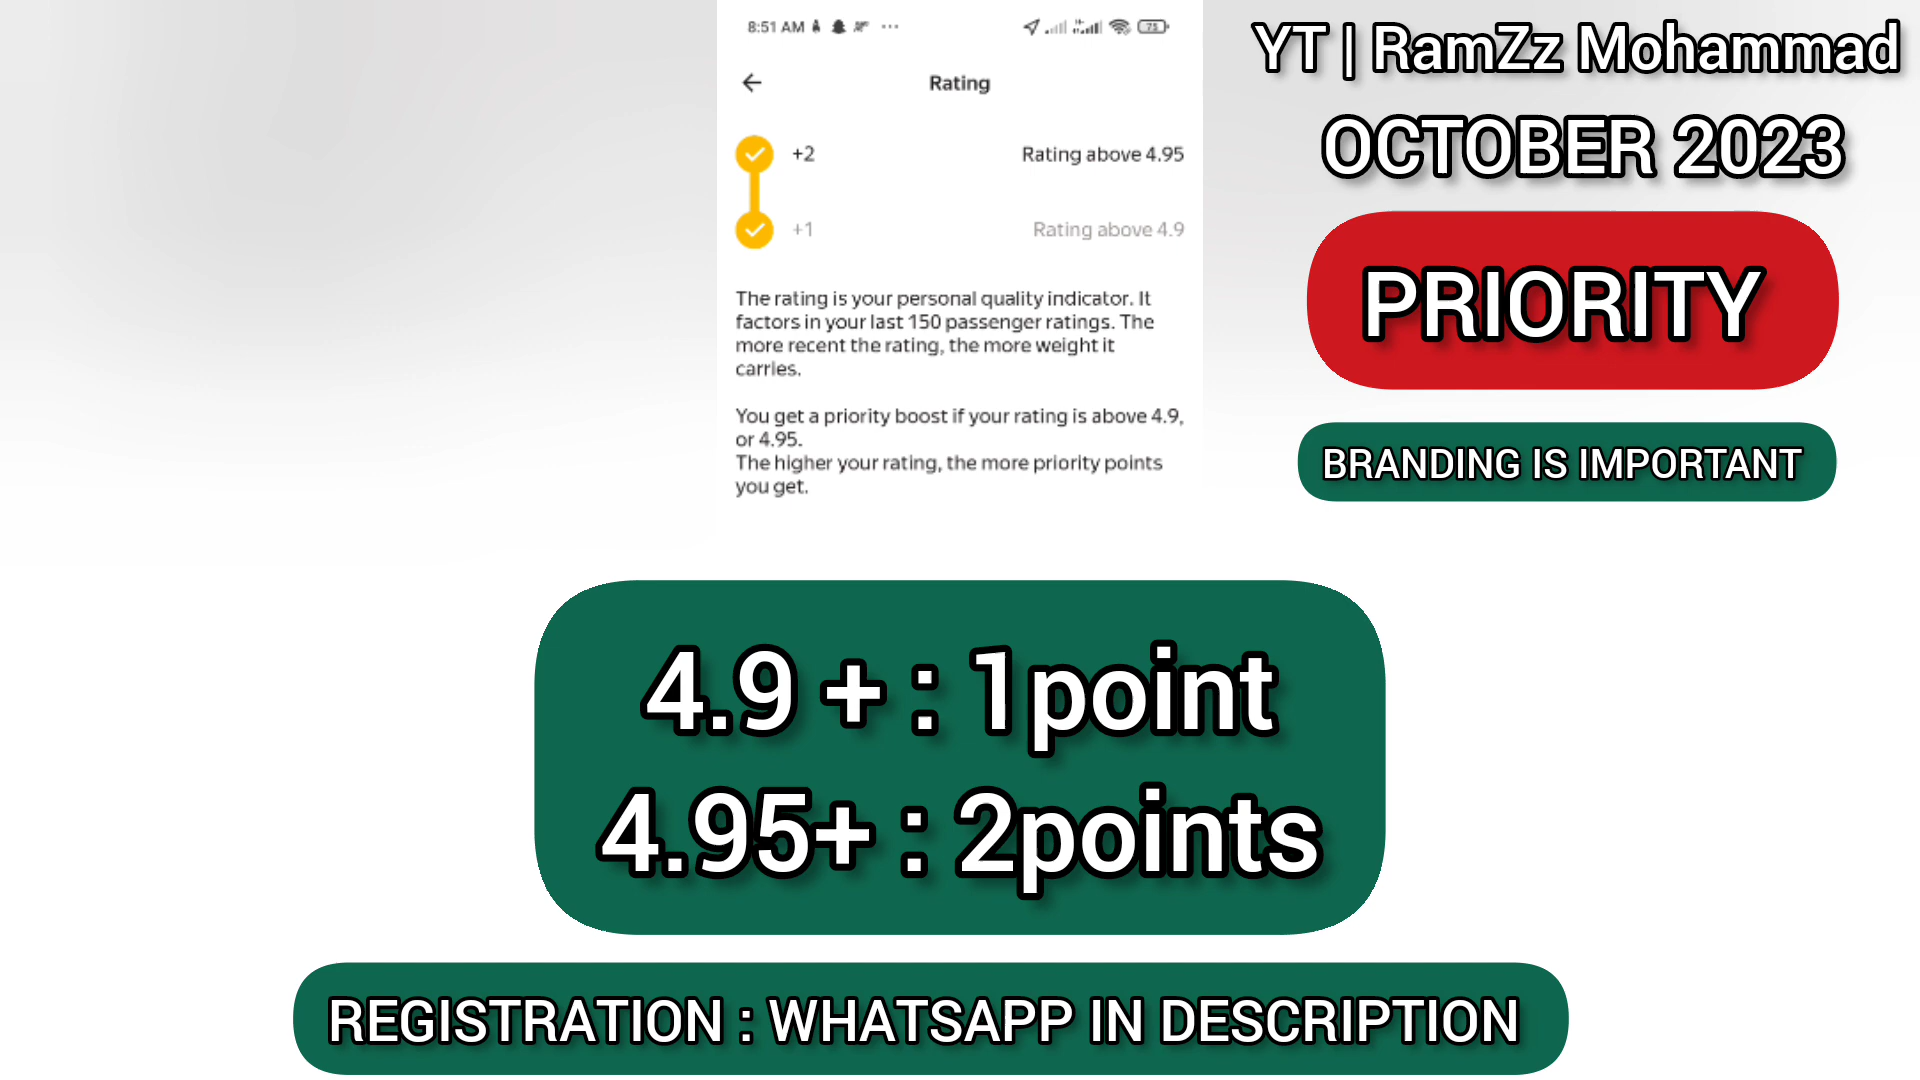 8:51 AM
75
Rating
YT | RamZz Mohammad
OCTOBER 2023
PRIORITY
BRANDING IS IMPORTANT
+2 Rating above 4.95
+1 Rating above 4.9
The rating is your personal quality indicator. It
factors in your last 150 passenger ratings. The
more recent the rating, the more weight it
carries.
You get a priority boost if your rating is above 4.9,
or 4.95.
The higher your rating, the more priority points
you get.
4.9 + : 1point
4.95+ : 2points
REGISTRATION : WHATSAPP IN DESCRIPTION